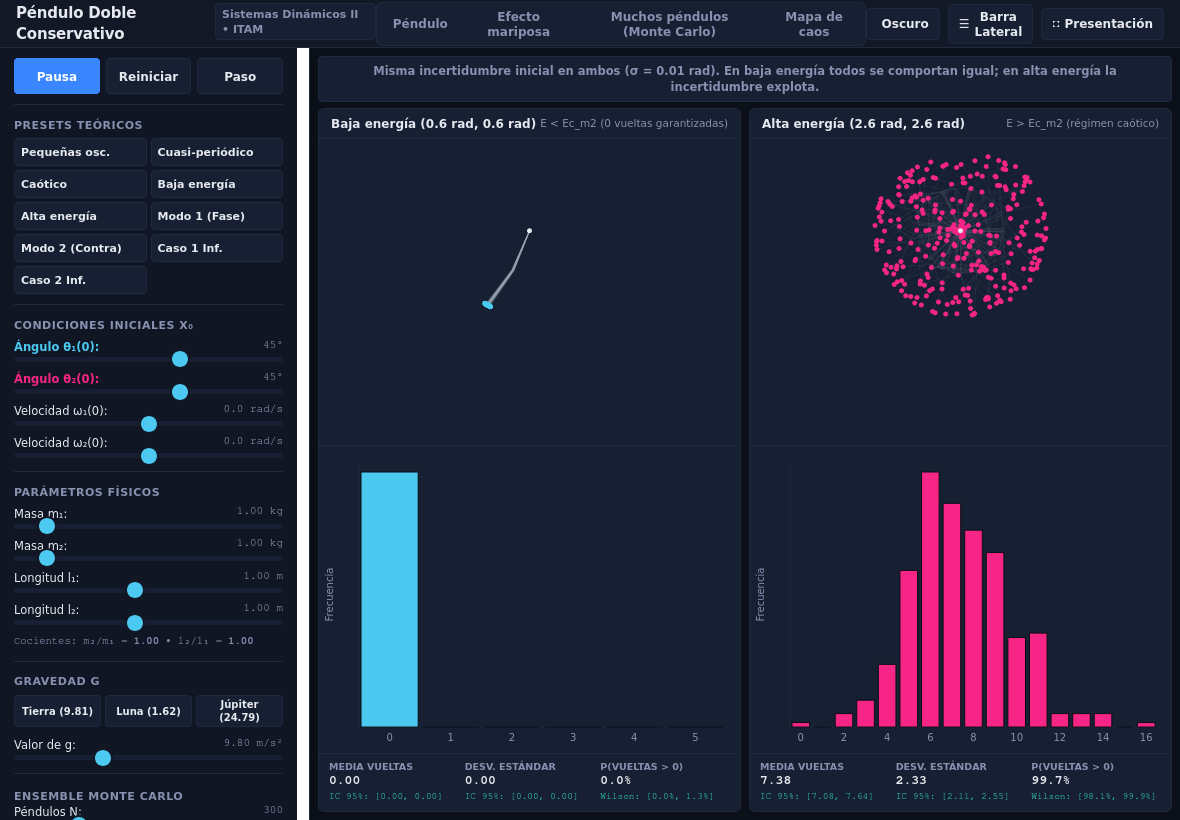 Péndulo Doble
Conservativo
Sistemas Dinámicos II
• ITAM
Péndulo
Efecto
mariposa
Muchos péndulos
(Monte Carlo)
Mapa de
caos
Oscuro
☰ Barra
Lateral
Presentación
Pausa
Reiniciar
Paso
PRESETS TEÓRICOS
Pequeñas osc.
Cuasi-periódico
Caótico
Baja energía
Alta energía
Modo 1 (Fase)
Modo 2 (Contra)
Caso 1 Inf.
Caso 2 Inf.
CONDICIONES INICIALES X₀
Ángulo θ₁(0): 45°
Ángulo θ₂(0): 45°
Velocidad ω₁(0): 0.0 rad/s
Velocidad ω₂(0): 0.0 rad/s
PARÁMETROS FÍSICOS
Masa m₁: 1.00 kg
Masa m₂: 1.00 kg
Longitud l₁: 1.00 m
Longitud l₂: 1.00 m
Cocientes: m₂/m₁ = 1.00 • l₂/l₁ = 1.00
GRAVEDAD G
Tierra (9.81)
Luna (1.62)
Júpiter
(24.79)
Valor de g: 9.80 m/s²
ENSEMBLE MONTE CARLO
Péndulos N: 300
Misma incertidumbre inicial en ambos (σ = 0.01 rad). En baja energía todos se comportan igual; en alta energía la
incertidumbre explota.
Baja energía (0.6 rad, 0.6 rad) E < Ec_m2 (0 vueltas garantizadas)
Frecuencia
0 1 2 3 4 5
MEDIA VUELTAS
0.00
IC 95%: [0.00, 0.00]
DESV. ESTÁNDAR
0.00
IC 95%: [0.00, 0.00]
P(VUELTAS > 0)
0.0%
Wilson: [0.0%, 1.3%]
Alta energía (2.6 rad, 2.6 rad) E > Ec_m2 (régimen caótico)
Frecuencia
0 2 4 6 8 10 12 14 16
MEDIA VUELTAS
7.38
IC 95%: [7.08, 7.64]
DESV. ESTÁNDAR
2.33
IC 95%: [2.11, 2.55]
P(VUELTAS > 0)
99.7%
Wilson: [98.1%, 99.9%]